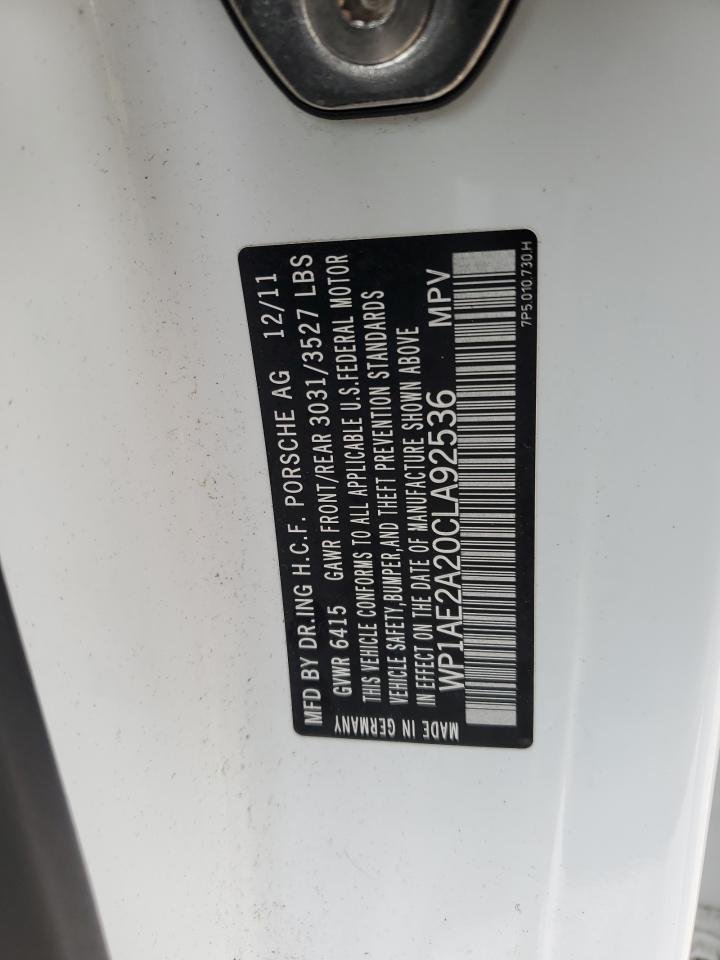 MFD BY DR.ING H.C.F. PORSCHE AG 12/11
GVWR 6415 GAWR FRONT/REAR 3031/3527 LBS
THIS VEHICLE CONFORMS TO ALL APPLICABLE U.S.FEDERAL MOTOR
VEHICLE SAFETY,BUMPER,AND THEFT PREVENTION STANDARDS
IN EFFECT ON THE DATE OF MANUFACTURE SHOWN ABOVE
WP1AE2A20CLA92536 MPV
MADE IN GERMANY
7P5.010.730.H